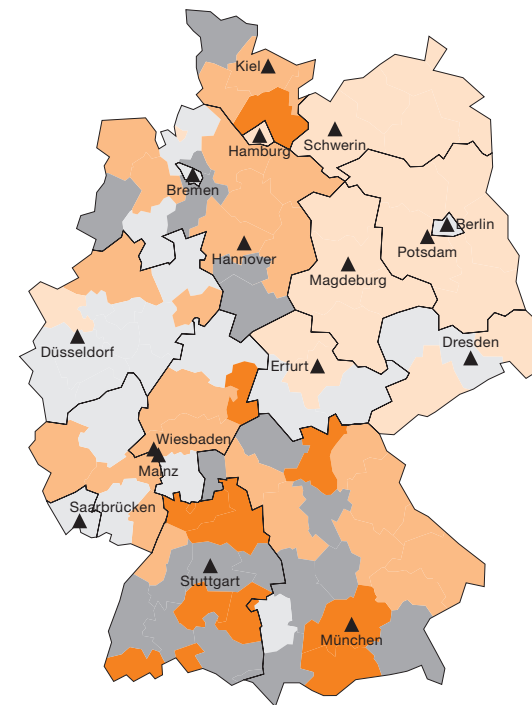 Kiel
Schwerin
Hamburg
Bremen
Berlin
Potsdam
Hannover
Magdeburg
Düsseldorf
Dresden
Erfurt
Wiesbaden
Mainz
Saarbrücken
Stuttgart
München